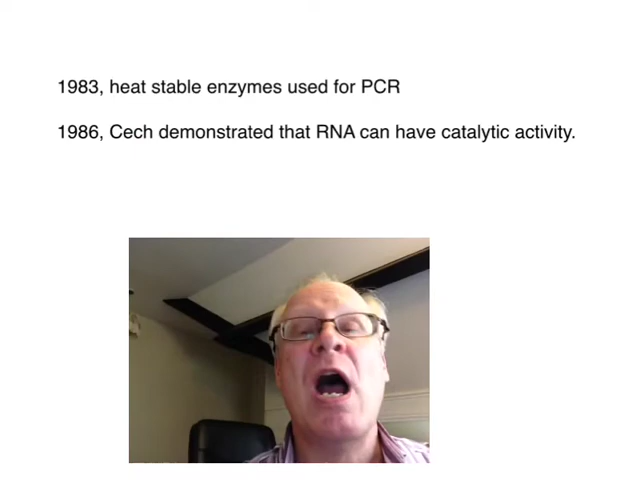 1983, heat stable enzymes used for PCR
1986, Cech demonstrated that RNA can have catalytic activity.